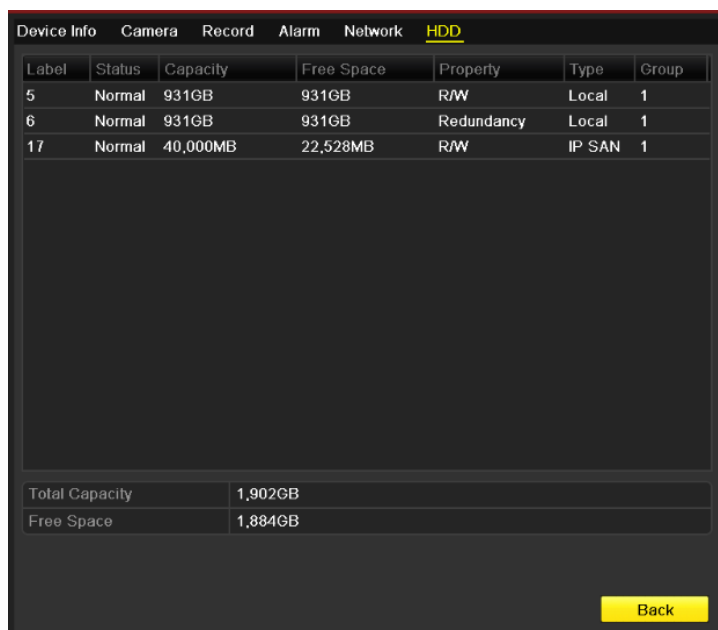 Device Info Camera Record Alarm Network HDD
Label Status Capacity Free Space Property Type Group
5 Normal 931GB 931GB R/W Local 1
6 Normal 931GB 931GB Redundancy Local 1
17 Normal 40,000MB 22,528MB R/W IP SAN 1
Total Capacity 1,902GB
Free Space 1,884GB
Back